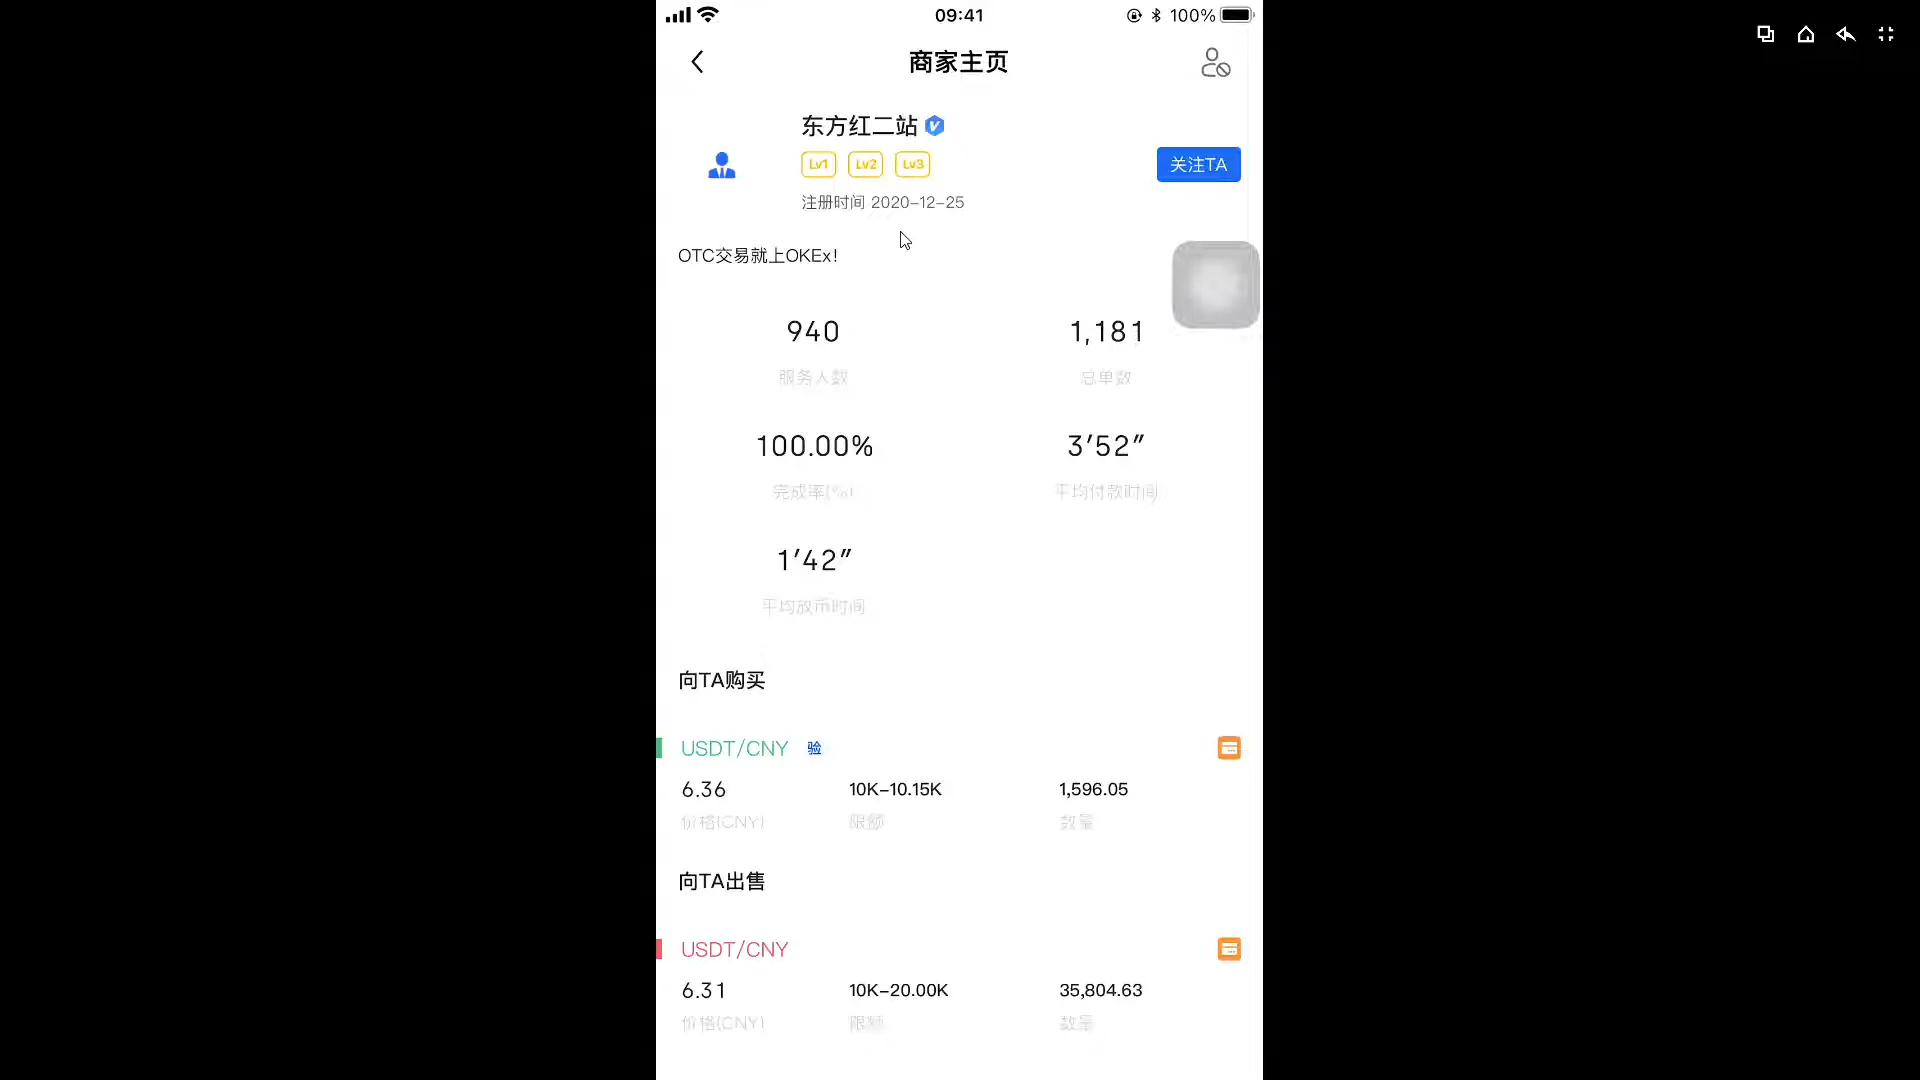 09:41
100%
商家主页
东方红二站
Lv1 Lv2 Lv3
关注TA
注册时间 2020-12-25
OTC交易就上OKEx!
940 1,181
服务人数 总单数
100.00% 3'52"
完成率(%) 平均付款时间
1'42"
平均放币时间
向TA购买
USDT/CNY 验
6.36 10K-10.15K 1,596.05
价格(CNY) 限额 数量
向TA出售
USDT/CNY
6.31 10K-20.00K 35,804.63
价格(CNY) 限额 数量